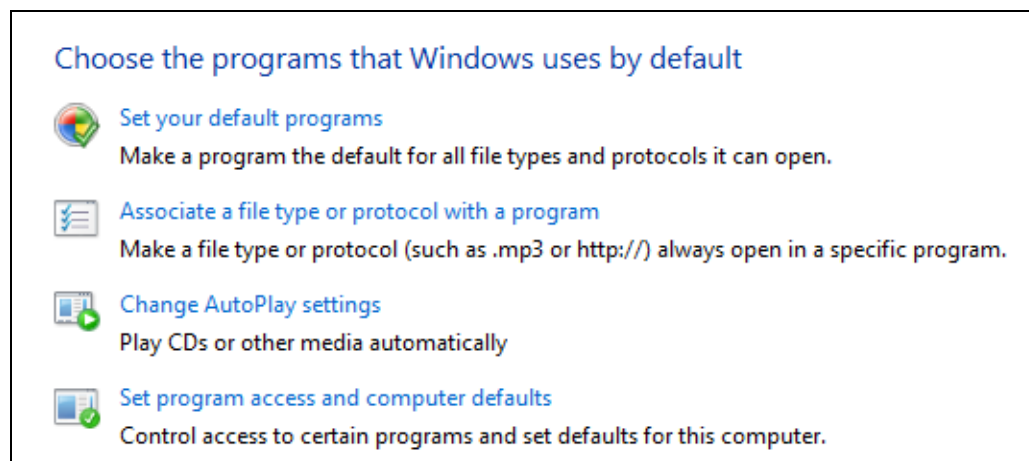 Choose the programs that Windows uses by default
Set your default programs
Make a program the default for all file types and protocols it can open.
Associate a file type or protocol with a program
Make a file type or protocol (such as .mp3 or http://) always open in a specific program.
Change AutoPlay settings
Play CDs or other media automatically
Set program access and computer defaults
Control access to certain programs and set defaults for this computer.